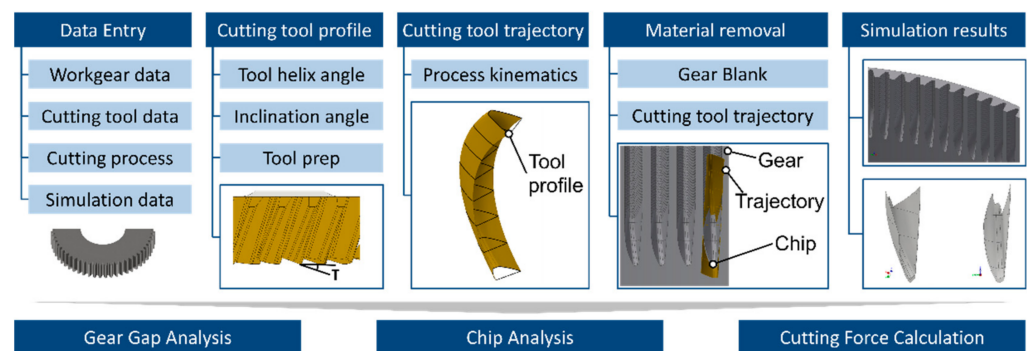 Data Entry
Workgear data
Cutting tool data
Cutting process
Simulation data
Cutting tool profile
Tool helix angle
Inclination angle
Tool prep
T
Cutting tool trajectory
Process kinematics
Tool
profile
Material removal
Gear Blank
Cutting tool trajectory
Gear
Trajectory
Chip
Simulation results
Gear Gap Analysis
Chip Analysis
Cutting Force Calculation